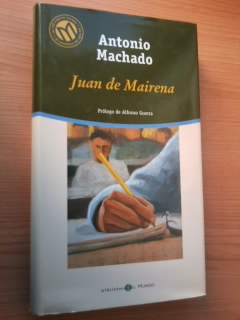 Antonio
Machado
Juan de Mairena
Prólogo de Alfonso Guerra